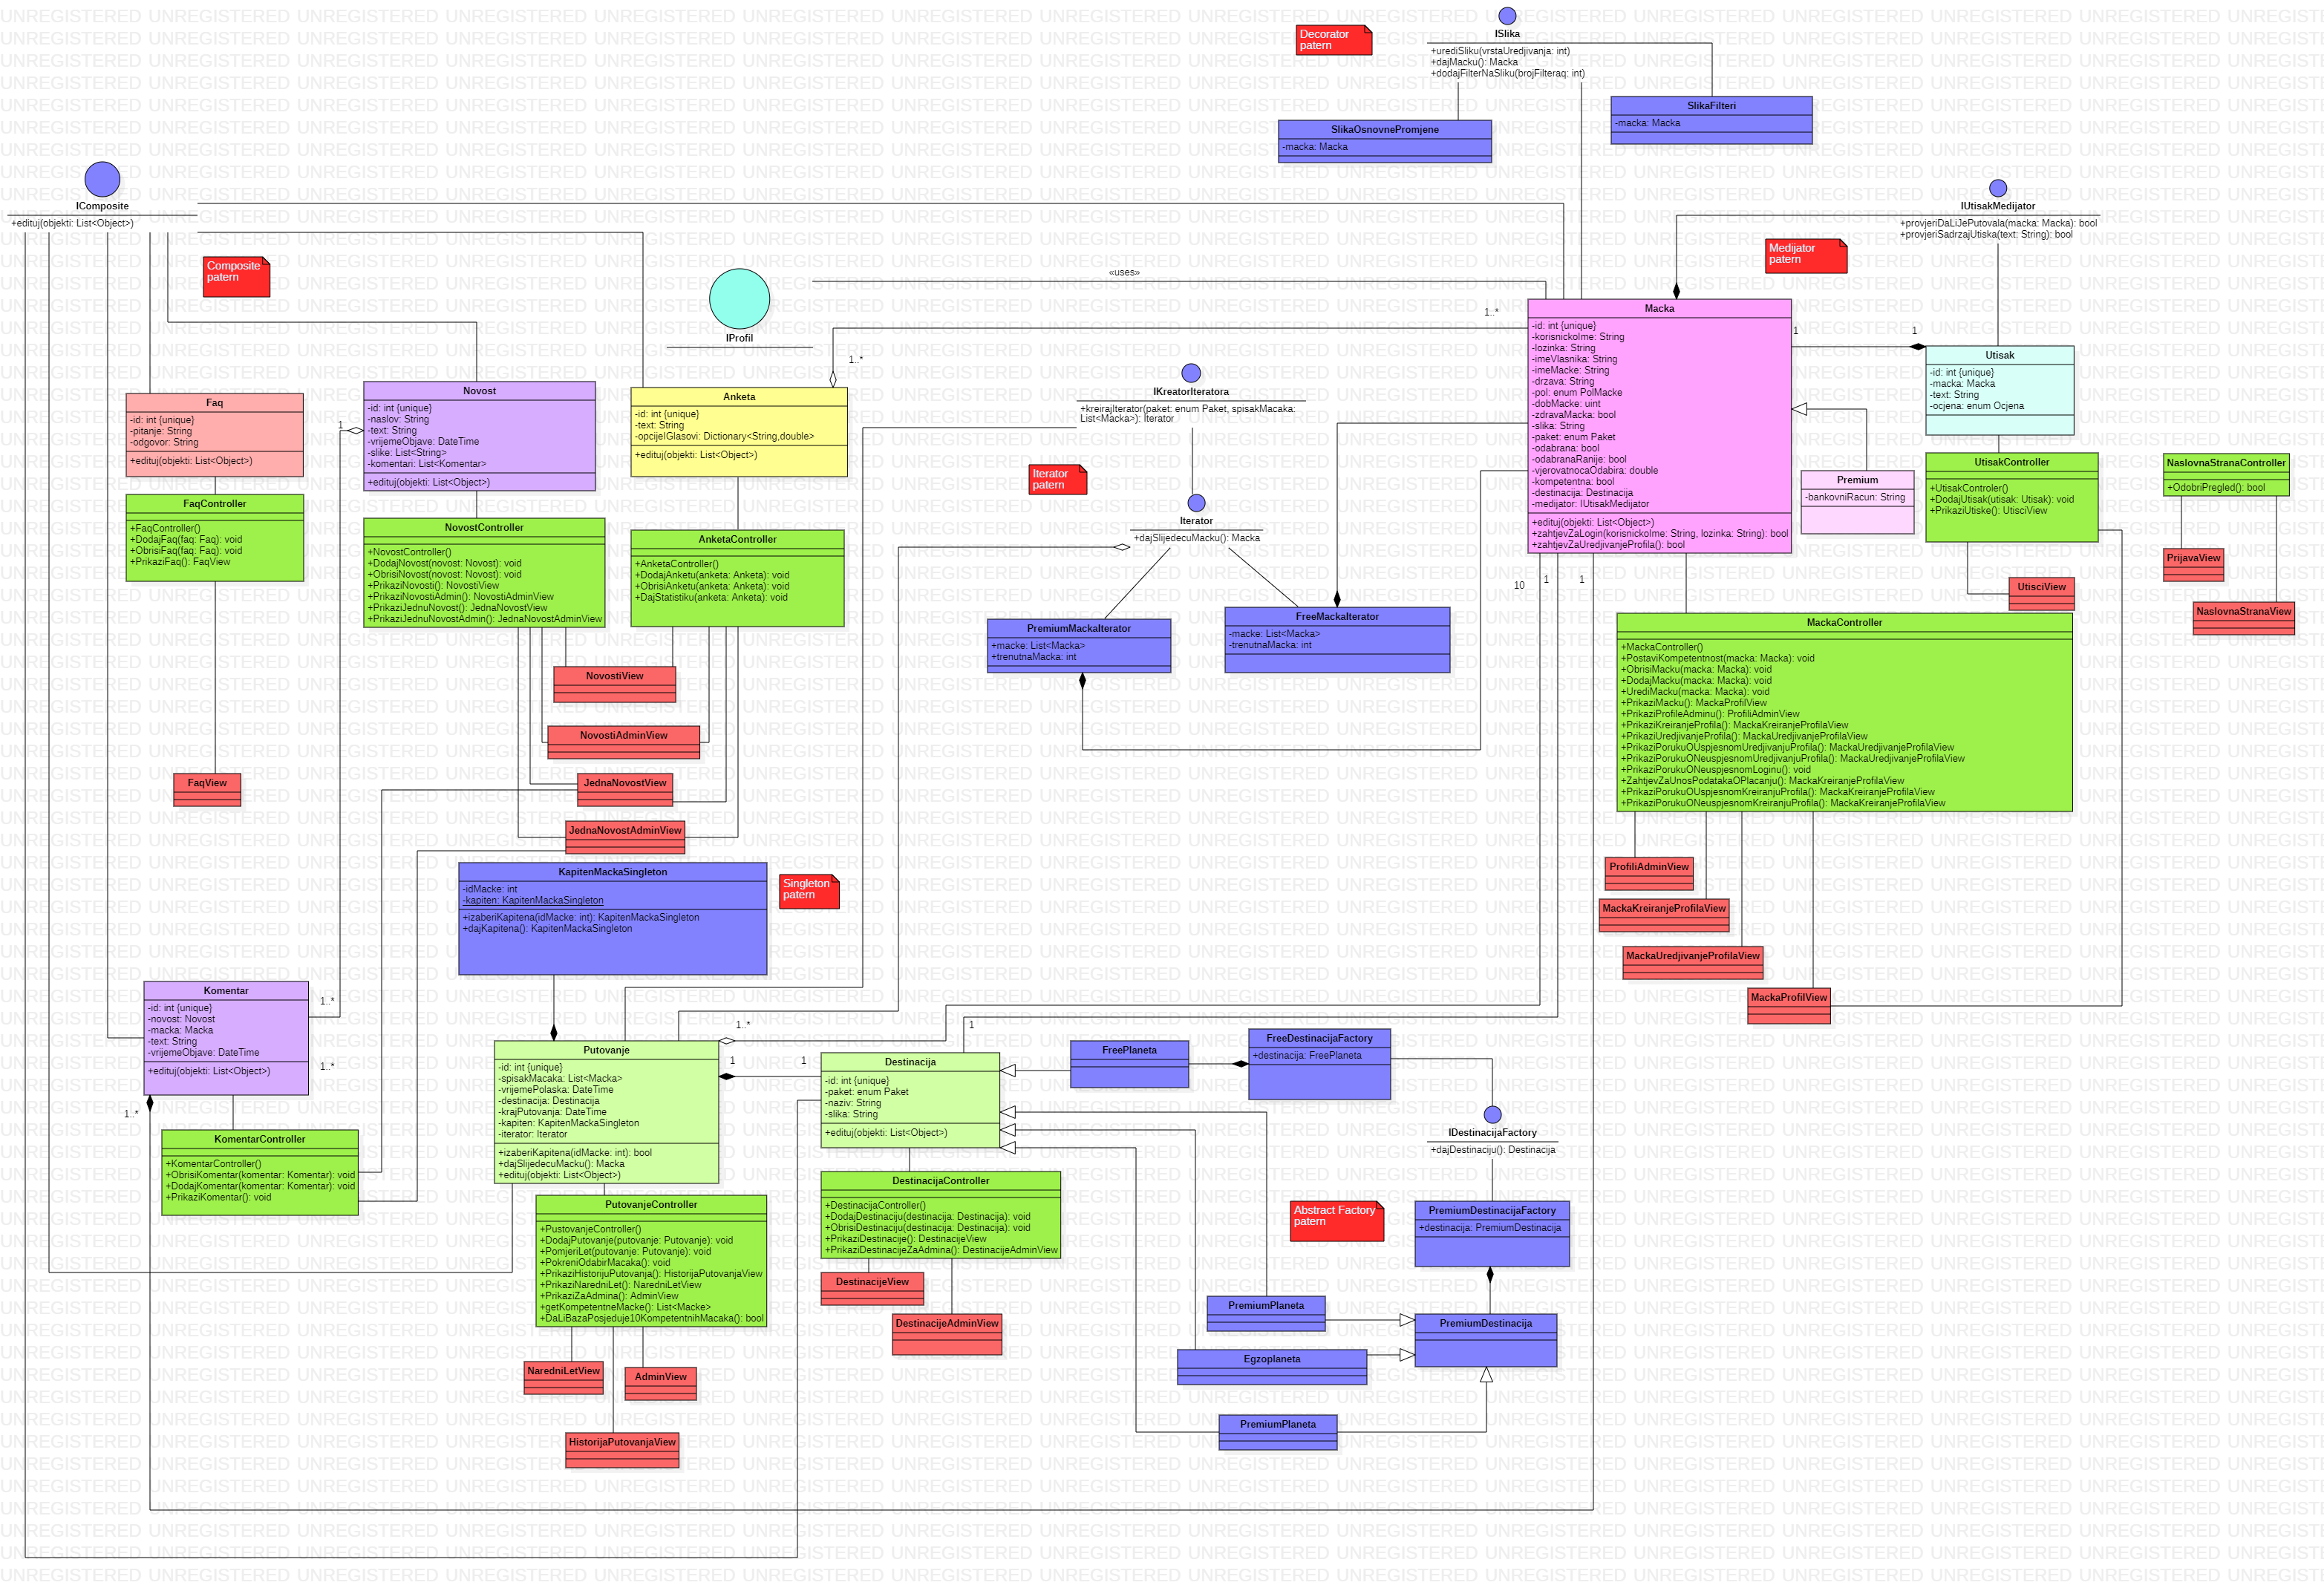 Decorator
patern
ISlika
+urediSliku(vrstaUredjivanja: int)
+dajMacku(): Macka
+dodajFilterNaSliku(brojFilteraq: int)
SlikaOsnovnePromjene
-macka: Macka
SlikaFilteri
-macka: Macka
IComposite
+edituj(objekti: List<Object>)
Composite
patern
IUtisakMedijator
+provjeriDaLiJePutovala(macka: Macka): bool
+provjeriSadrzajUtiska(text: String): bool
Medijator
patern
«uses»
IProfil
1..*
1..*
Macka
-id: int {unique}
-korisnickoIme: String
-lozinka: String
-imeVlasnika: String
-imeMacke: String
-drzava: String
-pol: enum PolMacke
-dobMacke: uint
-zdravaMacka: bool
-slika: String
-paket: enum Paket
-odabrana: bool
-odabranaRanije: bool
-vjerovatnocaOdabira: double
-kompetentna: bool
-destinacija: Destinacija
-medijator: IUtisakMedijator
+edituj(objekti: List<Object>)
+zahtjevZaLogin(korisnickoIme: String, lozinka: String): bool
+zahtjevZaUredjivanjeProfila(): bool
1
1
Utisak
-id: int {unique}
-macka: Macka
-text: String
-ocjena: enum Ocjena
Premium
-bankovniRacun: String
UtisakController
+UtisakControler()
+DodajUtisak(utisak: Utisak): void
+PrikaziUtiske(): UtisciView
NaslovnaStranaController
+OdobriPregled(): bool
PrijavaView
UtisciView
NaslovnaStranaView
Faq
-id: int {unique}
-pitanje: String
-odgovor: String
+edituj(objekti: List<Object>)
Novost
-id: int {unique}
-naslov: String
-text: String
-vrijemeObjave: DateTime
-slike: List<String>
-komentari: List<Komentar>
+edituj(objekti: List<Object>)
1
Anketa
-id: int {unique}
-text: String
-opcijeIGlasovi: Dictionary<String,double>
+edituj(objekti: List<Object>)
IKreatorIteratora
+kreirajIterator(paket: enum Paket, spisakMacaka:
List<Macka>): Iterator
Iterator
patern
Iterator
+dajSlijedecuMacku(): Macka
FaqController
+FaqController()
+DodajFaq(faq: Faq): void
+ObrisiFaq(faq: Faq): void
+PrikaziFaq(): FaqView
NovostController
+NovostController()
+DodajNovost(novost: Novost): void
+ObrisiNovost(novost: Novost): void
+PrikaziNovosti(): NovostiView
+PrikaziNovostiAdmin(): NovostiAdminView
+PrikaziJednuNovost(): JednaNovostView
+PrikaziJednuNovostAdmin(): JednaNovostAdminView
AnketaController
+AnketaController()
+DodajAnketu(anketa: Anketa): void
+ObrisiAnketu(anketa: Anketa): void
+DajStatistiku(anketa: Anketa): void
PremiumMackaIterator
+macke: List<Macka>
+trenutnaMacka: int
FreeMackaIterator
-macke: List<Macka>
-trenutnaMacka: int
10
1
1
MackaController
+MackaController()
+PostaviKompetentnost(macka: Macka): void
+ObrisiMacku(macka: Macka): void
+DodajMacku(macka: Macka): void
+UrediMacku(macka: Macka): void
+PrikaziMacku(): MackaProfilView
+PrikaziProfileAdminu(): ProfiliAdminView
+PrikaziKreiranjeProfila(): MackaKreiranjeProfilaView
+PrikaziUredjivanjeProfila(): MackaUredjivanjeProfilaView
+PrikaziPorukuOUspjesnomUredjivanjuProfila(): MackaUredjivanjeProfilaView
+PrikaziPorukuONeuspjesnomUredjivanjuProfila(): MackaUredjivanjeProfilaView
+PrikaziPorukuONeuspjesnomLoginu(): void
+ZahtjevZaUnosPodatakaOPlacanju(): MackaKreiranjeProfilaView
+PrikaziPorukuOUspjesnomKreiranjuProfila(): MackaKreiranjeProfilaView
+PrikaziPorukuONeuspjesnomKreiranjuProfila(): MackaKreiranjeProfilaView
NovostiView
NovostiAdminView
FaqView
JednaNovostView
JednaNovostAdminView
ProfiliAdminView
MackaKreiranjeProfilaView
MackaUredjivanjeProfilaView
MackaProfilView
KapitenMackaSingleton
-idMacke: int
-kapiten: KapitenMackaSingleton
+izaberiKapitena(idMacke: int): KapitenMackaSingleton
+dajKapitena(): KapitenMackaSingleton
Singleton
patern
Komentar
-id: int {unique}
-novost: Novost
-macka: Macka
-text: String
-vrijemeObjave: DateTime
+edituj(objekti: List<Object>)
1..*
1..*
1..*
KomentarController
+KomentarController()
+ObrisiKomentar(komentar: Komentar): void
+DodajKomentar(komentar: Komentar): void
+PrikaziKomentar(): void
1..*
1
1
1
Putovanje
-id: int {unique}
-spisakMacaka: List<Macka>
-vrijemePolaska: DateTime
-destinacija: Destinacija
-krajPutovanja: DateTime
-kapiten: KapitenMackaSingleton
-iterator: Iterator
+izaberiKapitena(idMacke: int): bool
+dajSlijedecuMacku(): Macka
+edituj(objekti: List<Object>)
Destinacija
-id: int {unique}
-paket: enum Paket
-naziv: String
-slika: String
+edituj(objekti: List<Object>)
FreePlaneta
FreeDestinacijaFactory
+destinacija: FreePlaneta
IDestinacijaFactory
+dajDestinaciju(): Destinacija
PutovanjeController
+PustovanjeController()
+DodajPutovanje(putovanje: Putovanje): void
+PomjeriLet(putovanje: Putovanje): void
+PokreniOdabirMacaka(): void
+PrikaziHistorijuPutovanja(): HistorijaPutovanjaView
+PrikaziNaredniLet(): NaredniLetView
+PrikaziZaAdmina(): AdminView
+getKompetentneMacke(): List<Macke>
+DaLiBazaPosjeduje10KompetentnihMacaka(): bool
DestinacijaController
+DestinacijaController()
+DodajDestinaciju(destinacija: Destinacija): void
+ObrisiDestinaciju(destinacija: Destinacija): void
+PrikaziDestinacije(): DestinacijeView
+PrikaziDestinacijeZaAdmina(): DestinacijeAdminView
Abstract Factory
patern
PremiumDestinacijaFactory
+destinacija: PremiumDestinacija
DestinacijeView
DestinacijeAdminView
PremiumPlaneta
PremiumDestinacija
Egzoplaneta
PremiumPlaneta
NaredniLetView
AdminView
HistorijaPutovanjaView